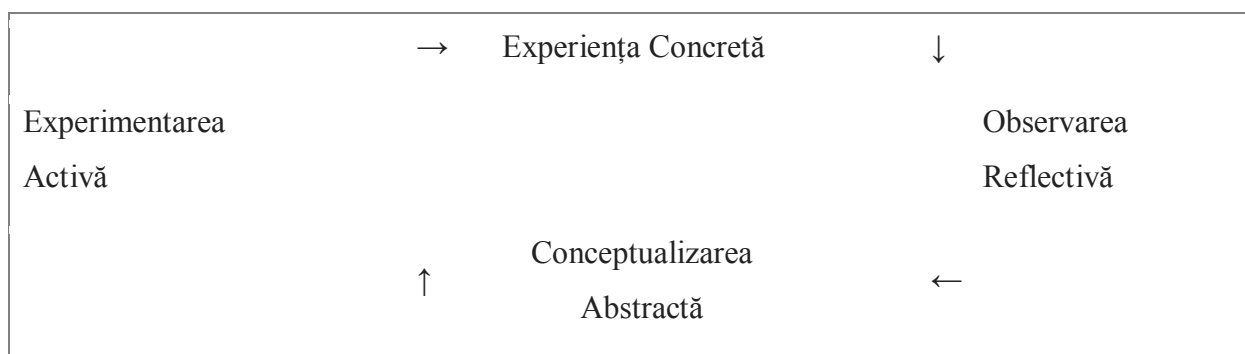 → Experiența Concretă ↓
Experimentarea Observarea
Activă Reflectivă
Conceptualizarea
↑ ←
Abstractă